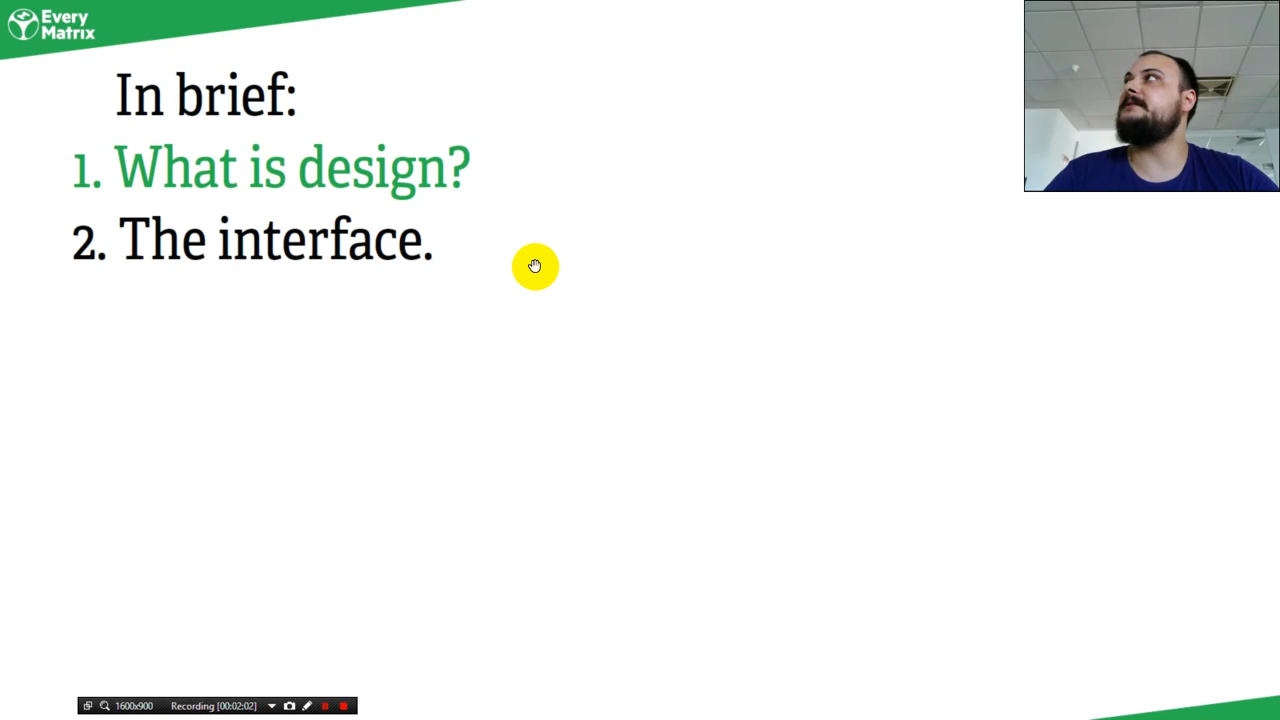 Every
Matrix
In brief:
1. What is design?
2. The interface.
1600x900
Recording [00:02:02]